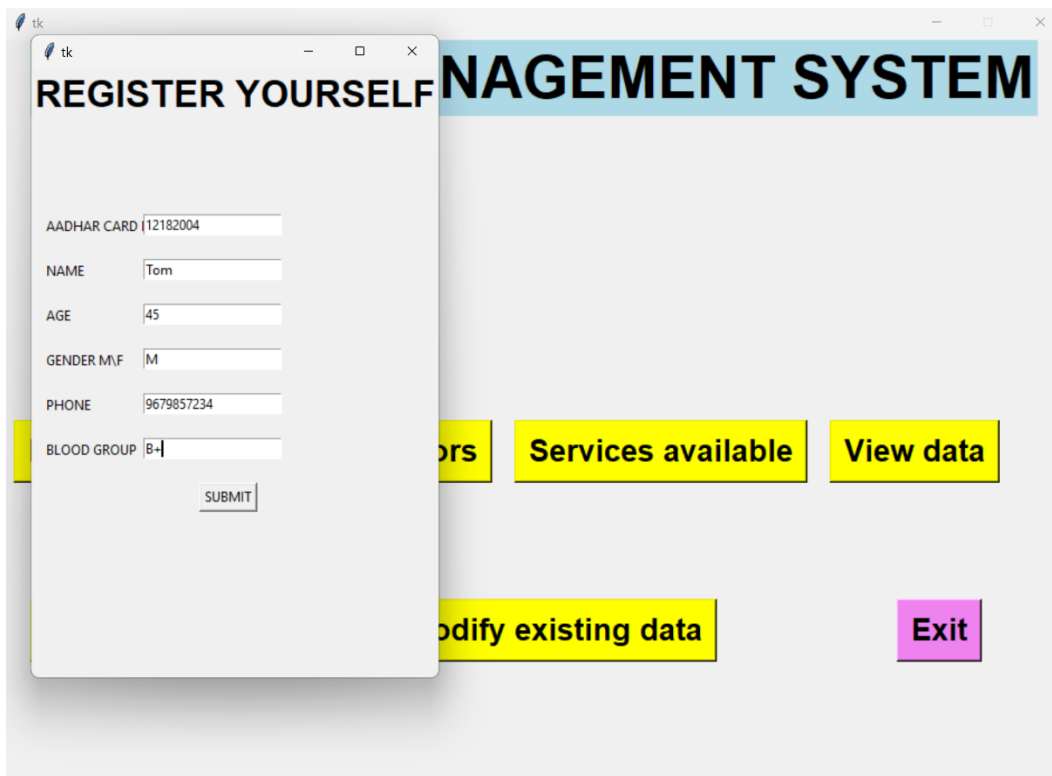 tk
tk
REGISTER YOURSELF
NAGEMENT SYSTEM
AADHAR CARD 12182004
NAME Tom
AGE 45
GENDER M\F M
PHONE 9679857234
BLOOD GROUP B+
SUBMIT
ors Services available View data
odify existing data Exit